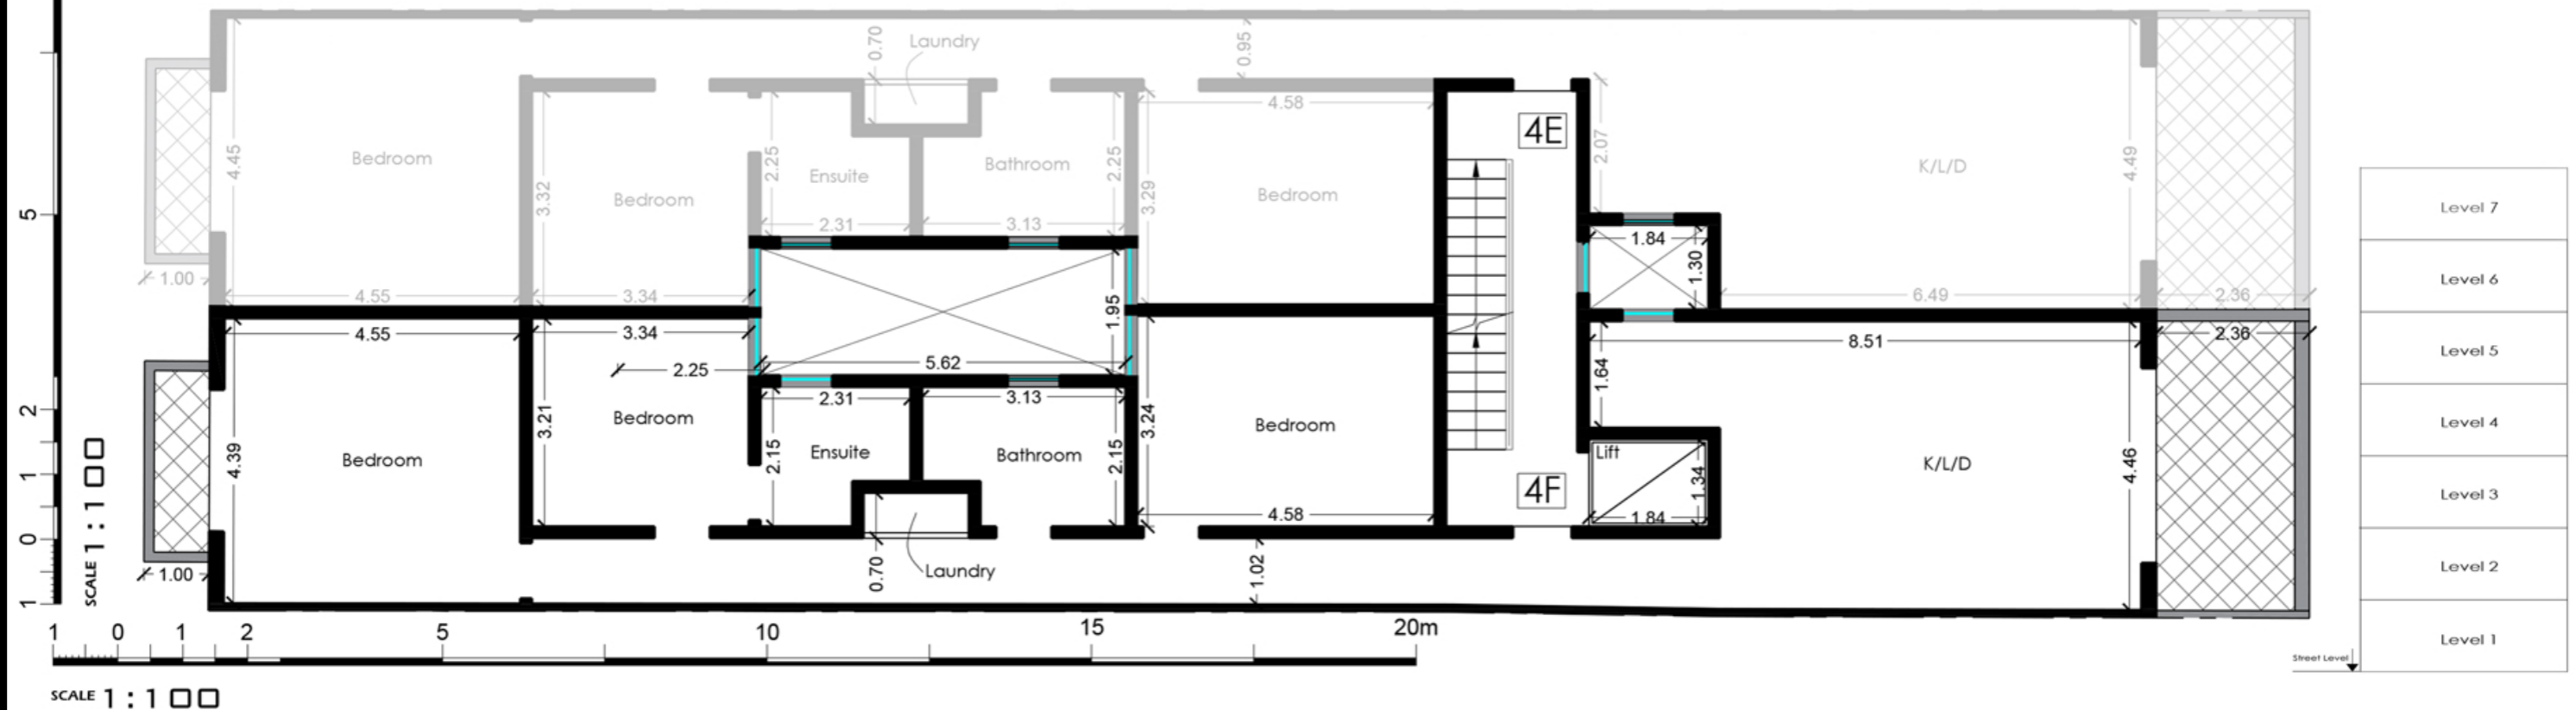 0.70
Laundry
0.95
4.58
4E
2.07
4.45
Bedroom
3.32
Bedroom
2.25
Ensuite
Bathroom
2.25
3.29
Bedroom
K/L/D
4.49
5
2.31
3.13
1.84
1.30
Level 7
1.00
4.55
3.34
6.49
2.36
Level 6
4.55
3.34
1.95
5.62
2.25
8.51
2.36
Level 5
1.64
2
2.31
3.13
Bedroom
3.21
3.24
Bedroom
Level 4
4.39
Bedroom
2.15
Ensuite
Bathroom
2.15
Lift
K/L/D
4.46
1
4F
1.34
Level 3
4.58
1.84
0
SCALE 1:100
1.00
0.70
Laundry
1.02
Level 2
1
1 0 1 2 5 10 15 20m
Level 1
Street Level
SCALE 1:100